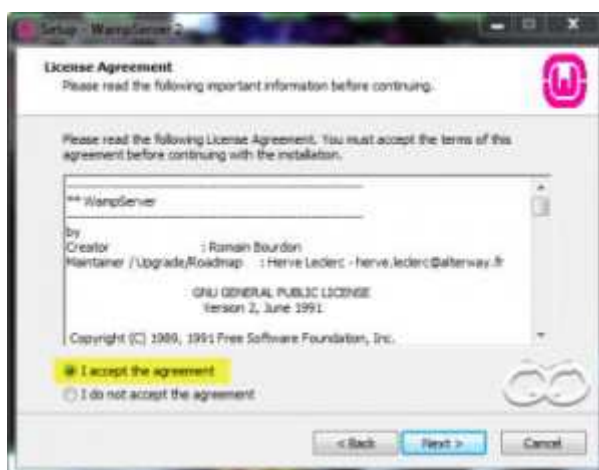 Setup - WampServer 2
License Agreement
Please read the following important information before continuing.
Please read the following License Agreement. You must accept the terms of this
agreement before continuing with the installation.
** WampServer
by
Creator : Romain Bourdon
Maintainer / Upgrade/Roadmap : Herve Leclerc - herve.leclerc@alterway.fr
GNU GENERAL PUBLIC LICENSE
Version 2, June 1991
Copyright (C) 1989, 1991 Free Software Foundation, Inc.
I accept the agreement
I do not accept the agreement
< Back Next > Cancel